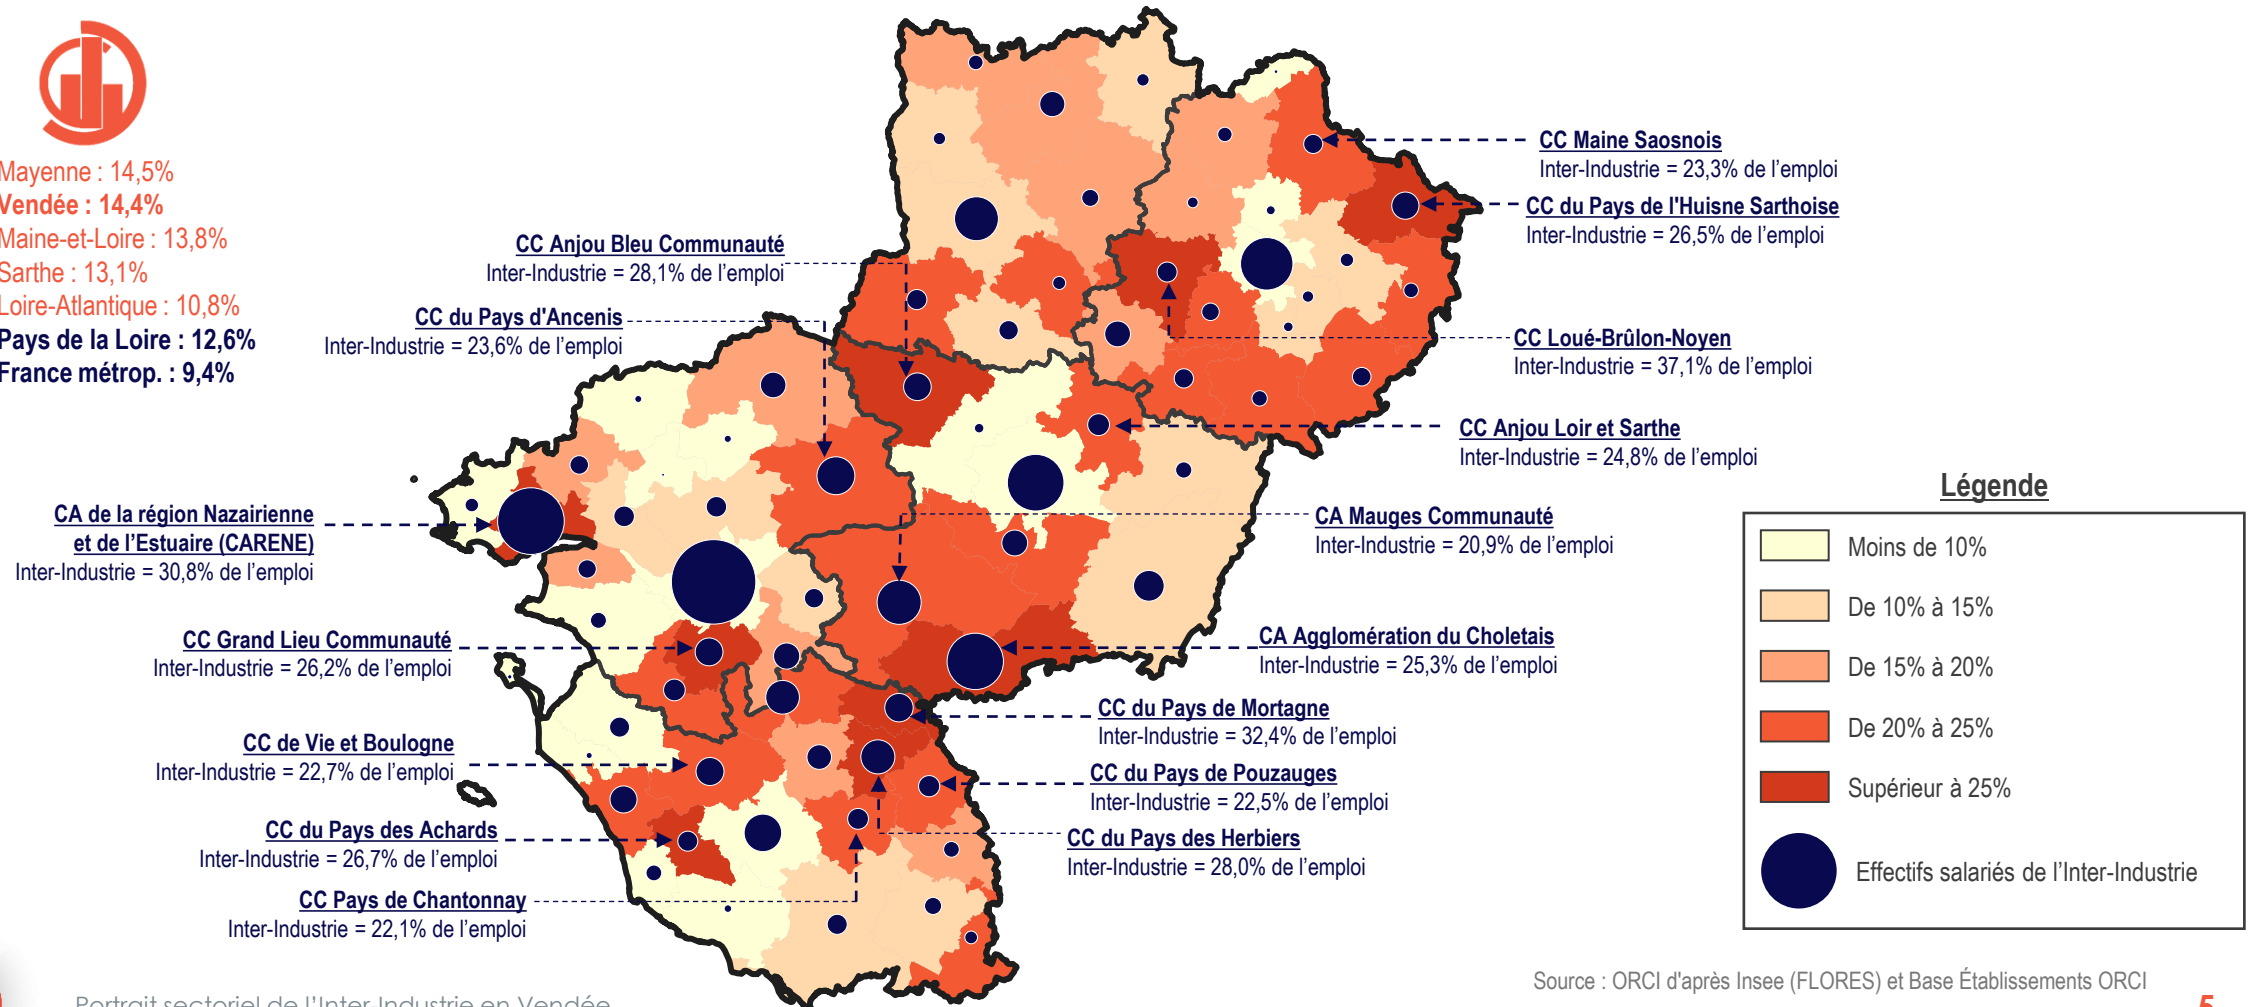 Mayenne : 14,5%
Vendée : 14,4%
Maine-et-Loire : 13,8%
Sarthe : 13,1%
Loire-Atlantique : 10,8%
Pays de la Loire : 12,6%
France métrop. : 9,4%
CC Anjou Bleu Communauté
Inter-Industrie = 28,1% de l'emploi
CC du Pays d'Ancenis
Inter-Industrie = 23,6% de l'emploi
CA de la région Nazairienne
et de l'Estuaire (CARENE)
Inter-Industrie = 30,8% de l'emploi
CC Grand Lieu Communauté
Inter-Industrie = 26,2% de l'emploi
CC de Vie et Boulogne
Inter-Industrie = 22,7% de l'emploi
CC du Pays des Achards
Inter-Industrie = 26,7% de l'emploi
CC Pays de Chantonnay
Inter-Industrie = 22,1% de l'emploi
CC Maine Saosnois
Inter-Industrie = 23,3% de l'emploi
CC du Pays de l'Huisne Sarthoise
Inter-Industrie = 26,5% de l'emploi
CC Loué-Brûlon-Noyen
Inter-Industrie = 37,1% de l'emploi
CC Anjou Loir et Sarthe
Inter-Industrie = 24,8% de l'emploi
CA Mauges Communauté
Inter-Industrie = 20,9% de l'emploi
CA Agglomération du Choletais
Inter-Industrie = 25,3% de l'emploi
CC du Pays de Mortagne
Inter-Industrie = 32,4% de l'emploi
CC du Pays de Pouzauges
Inter-Industrie = 22,5% de l'emploi
CC du Pays des Herbiers
Inter-Industrie = 28,0% de l'emploi
Légende
Moins de 10%
De 10% à 15%
De 15% à 20%
De 20% à 25%
Supérieur à 25%
Effectifs salariés de l'Inter-Industrie
Source : ORCI d'après Insee (FLORES) et Base Établissements ORCI
Portrait sectoriel de l'Inter-Industrie en Vendée
5